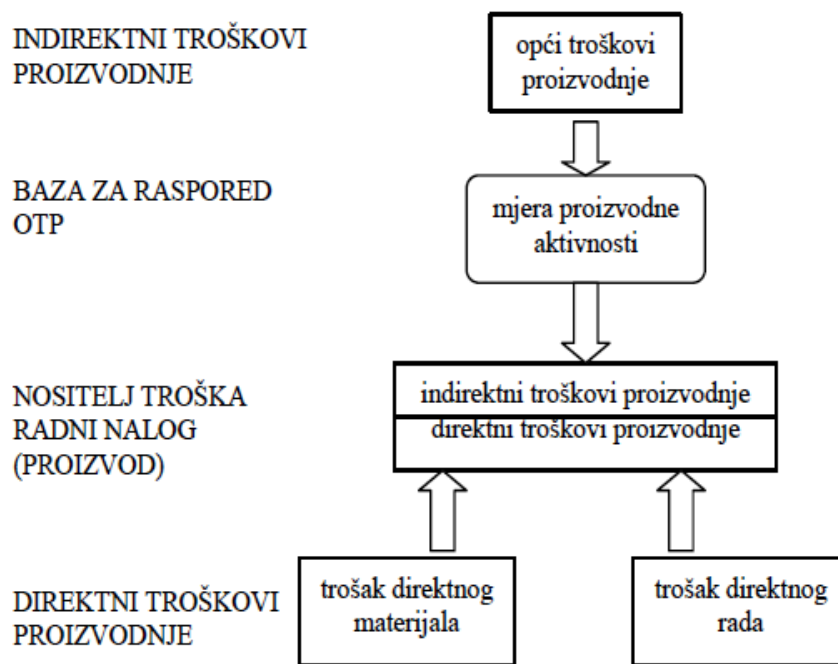 INDIREKTNI TROŠKOVI
PROIZVODNJE
opći troškovi
proizvodnje
BAZA ZA RASPORED
OTP
mjera proizvodne
aktivnosti
NOSITELJ TROŠKA
RADNI NALOG
(PROIZVOD)
indirektni troškovi proizvodnje
direktni troškovi proizvodnje
DIREKTNI TROŠKOVI
PROIZVODNJE
trošak direktnog
materijala
trošak direktnog
rada